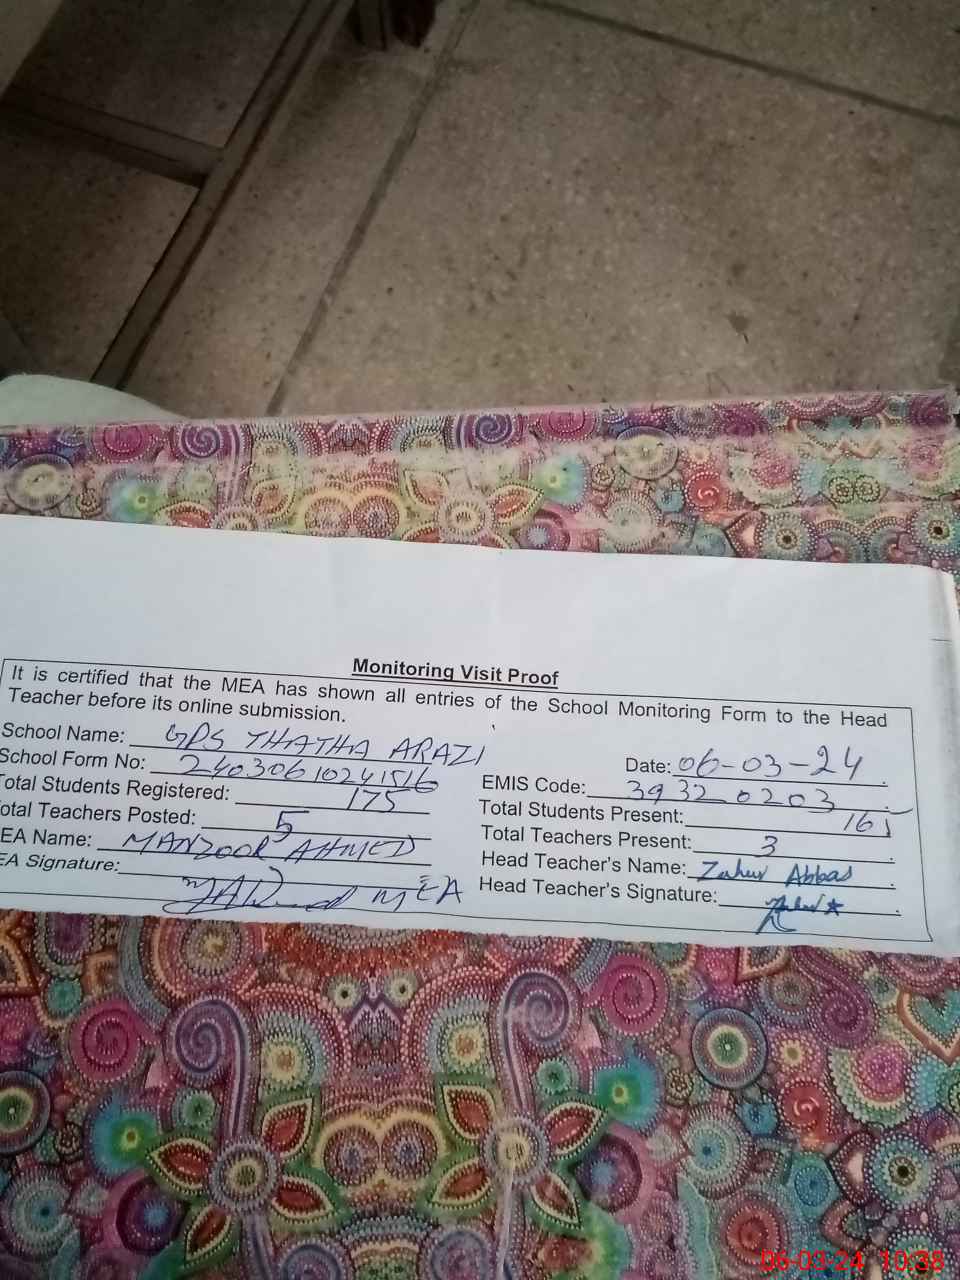 Monitoring Visit Proof
It is certified that the MEA has shown all entries of the School Monitoring Form to the Head
Teacher before its online submission.
School Name: GPS THATHA ARAZI
Date: 06-03-24
School Form No: 24030610241516
EMIS Code: 39320203
Total Students Registered: 175
Total Students Present: 165
otal Teachers Posted: 5
Total Teachers Present: 3
EA Name: MANZOOR AHMED
Head Teacher's Name: Zahur Abbas
EA Signature: MEA
Head Teacher's Signature:
06-03-24 10:38